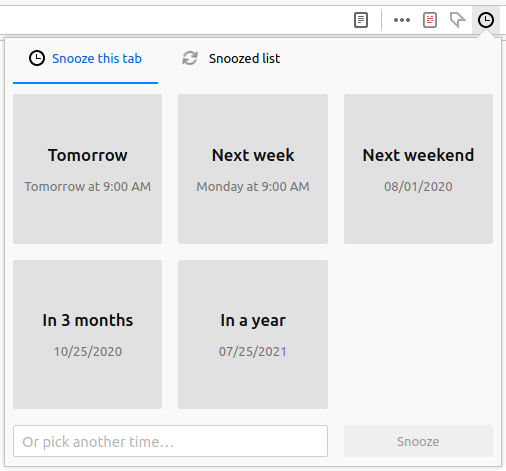 Snooze this tab
Snoozed list
Tomorrow
Tomorrow at 9:00 AM
Next week
Monday at 9:00 AM
Next weekend
08/01/2020
In 3 months
10/25/2020
In a year
07/25/2021
Or pick another time…
Snooze